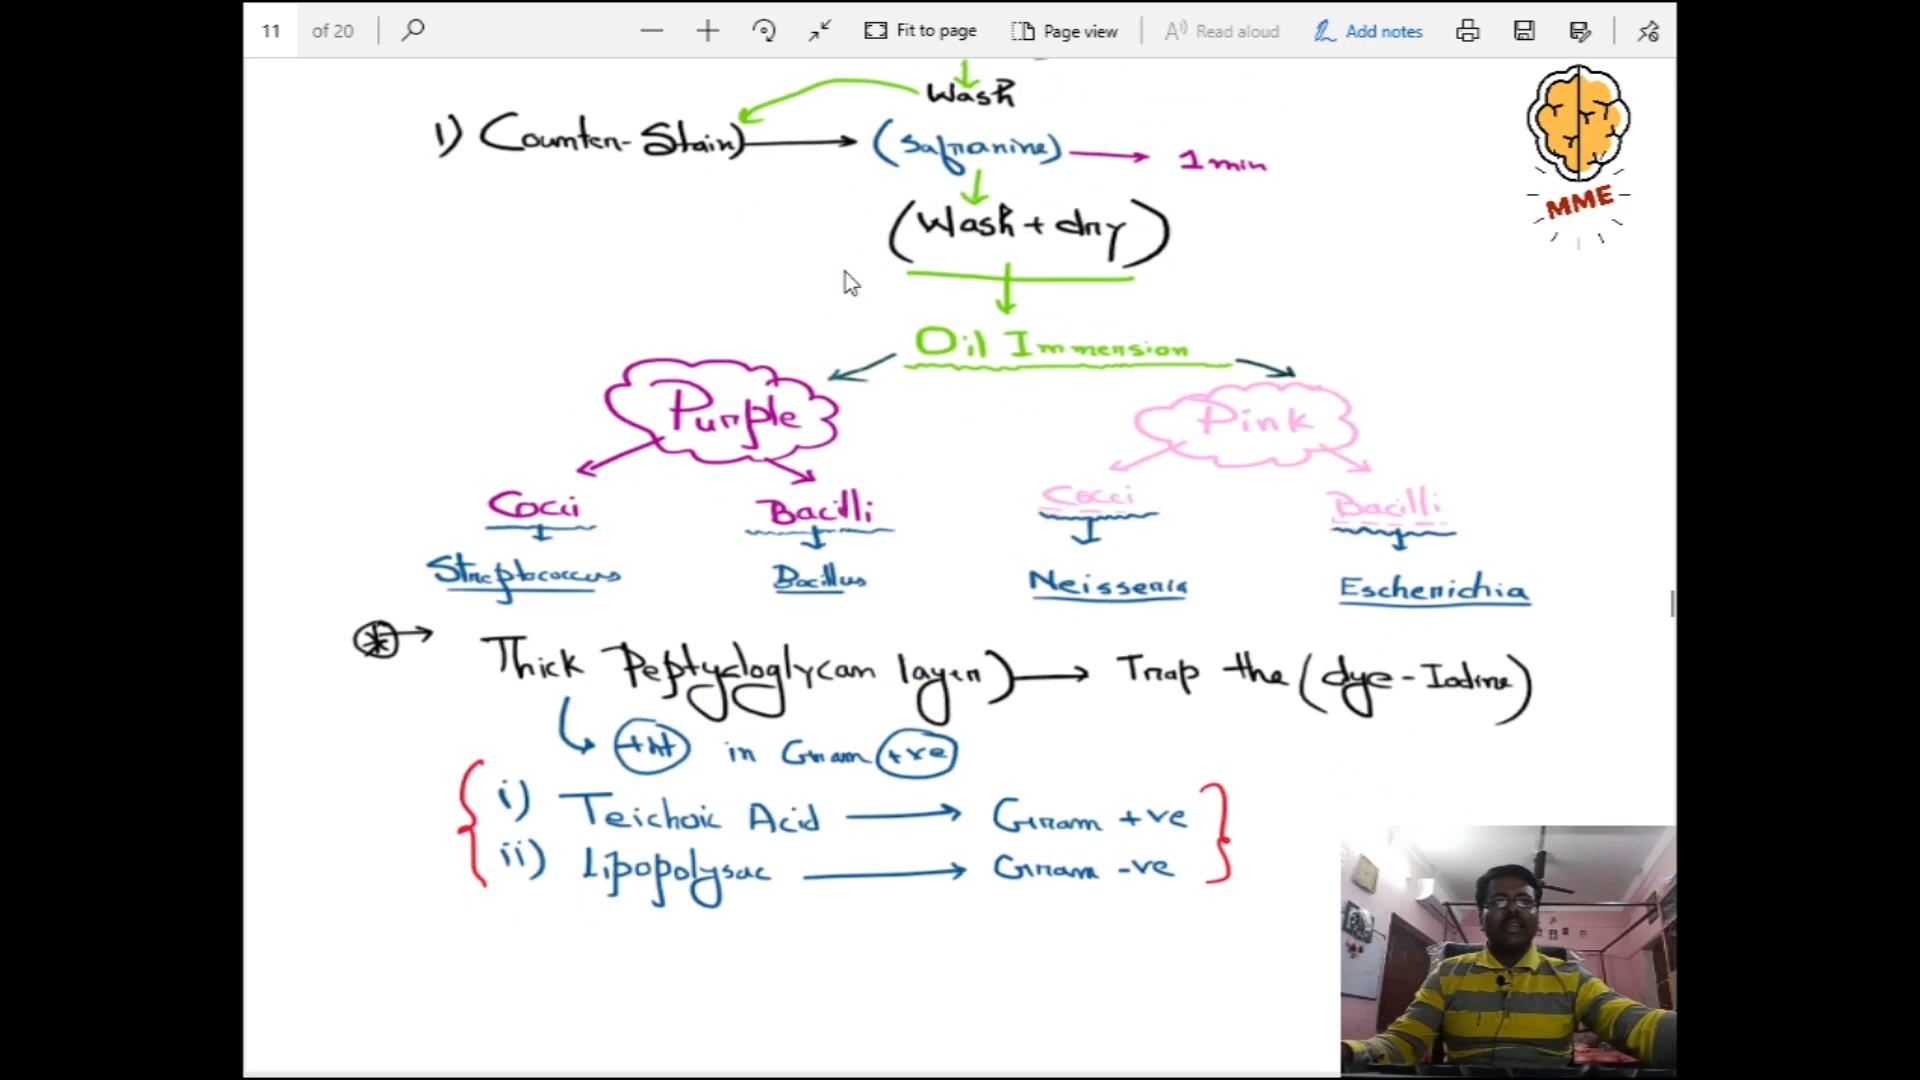 11 of 20 Fit to page Page view Read aloud Add notes
Wash
1) Counter-Stain) (Safranine) 1 min
(Wash + dry)
MME
Oil Immersion
Purple Pink
Cocci Bacilli Cocci Bacilli
Streptococcus Bacillus Neisseria Escherichia
* Thick Peptydoglycan layer) Trap the (dye-Iodine)
+nt in Gram +ve
i) Teichoic Acid Gram +ve
ii) Lipopolysac Gram -ve